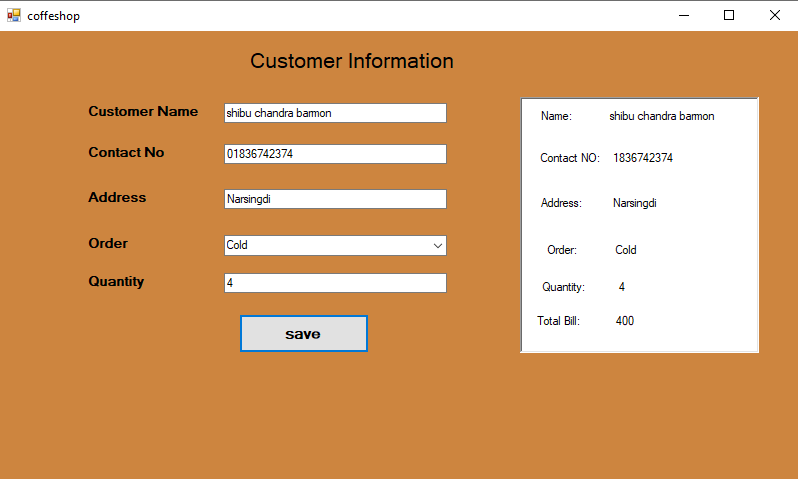 coffeshop
Customer Information
Customer Name shibu chandra barmon
Contact No 01836742374
Address Narsingdi
Order Cold
Quantity 4
save
Name: shibu chandra barmon
Contact NO: 1836742374
Address: Narsingdi
Order: Cold
Quantity: 4
Total Bill: 400